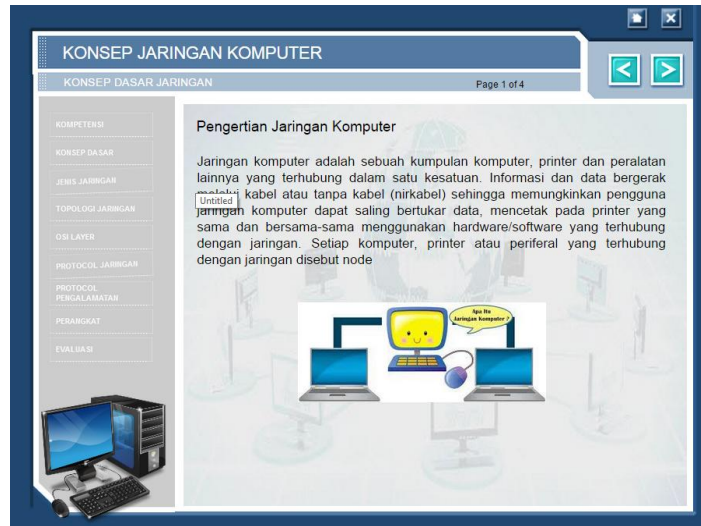 KONSEP JARINGAN KOMPUTER
KONSEP DASAR JARINGAN
Page 1 of 4
KOMPETENSI
KONSEP DASAR
JENIS JARINGAN
TOPOLOGI JARINGAN
OSI LAYER
PROTOCOL JARINGAN
PROTOCOL
PENGALAMATAN
PERANGKAT
EVALUASI
Pengertian Jaringan Komputer
Jaringan komputer adalah sebuah kumpulan komputer, printer dan peralatan
lainnya yang terhubung dalam satu kesatuan. Informasi dan data bergerak
kabel atau tanpa kabel (nirkabel) sehingga memungkinkan pengguna
Untitled
jaringan komputer dapat saling bertukar data, mencetak pada printer yang
sama dan bersama-sama menggunakan hardware/software yang terhubung
dengan jaringan. Setiap komputer, printer atau periferal yang terhubung
dengan jaringan disebut node
Apa Itu
Jaringan Komputer ?